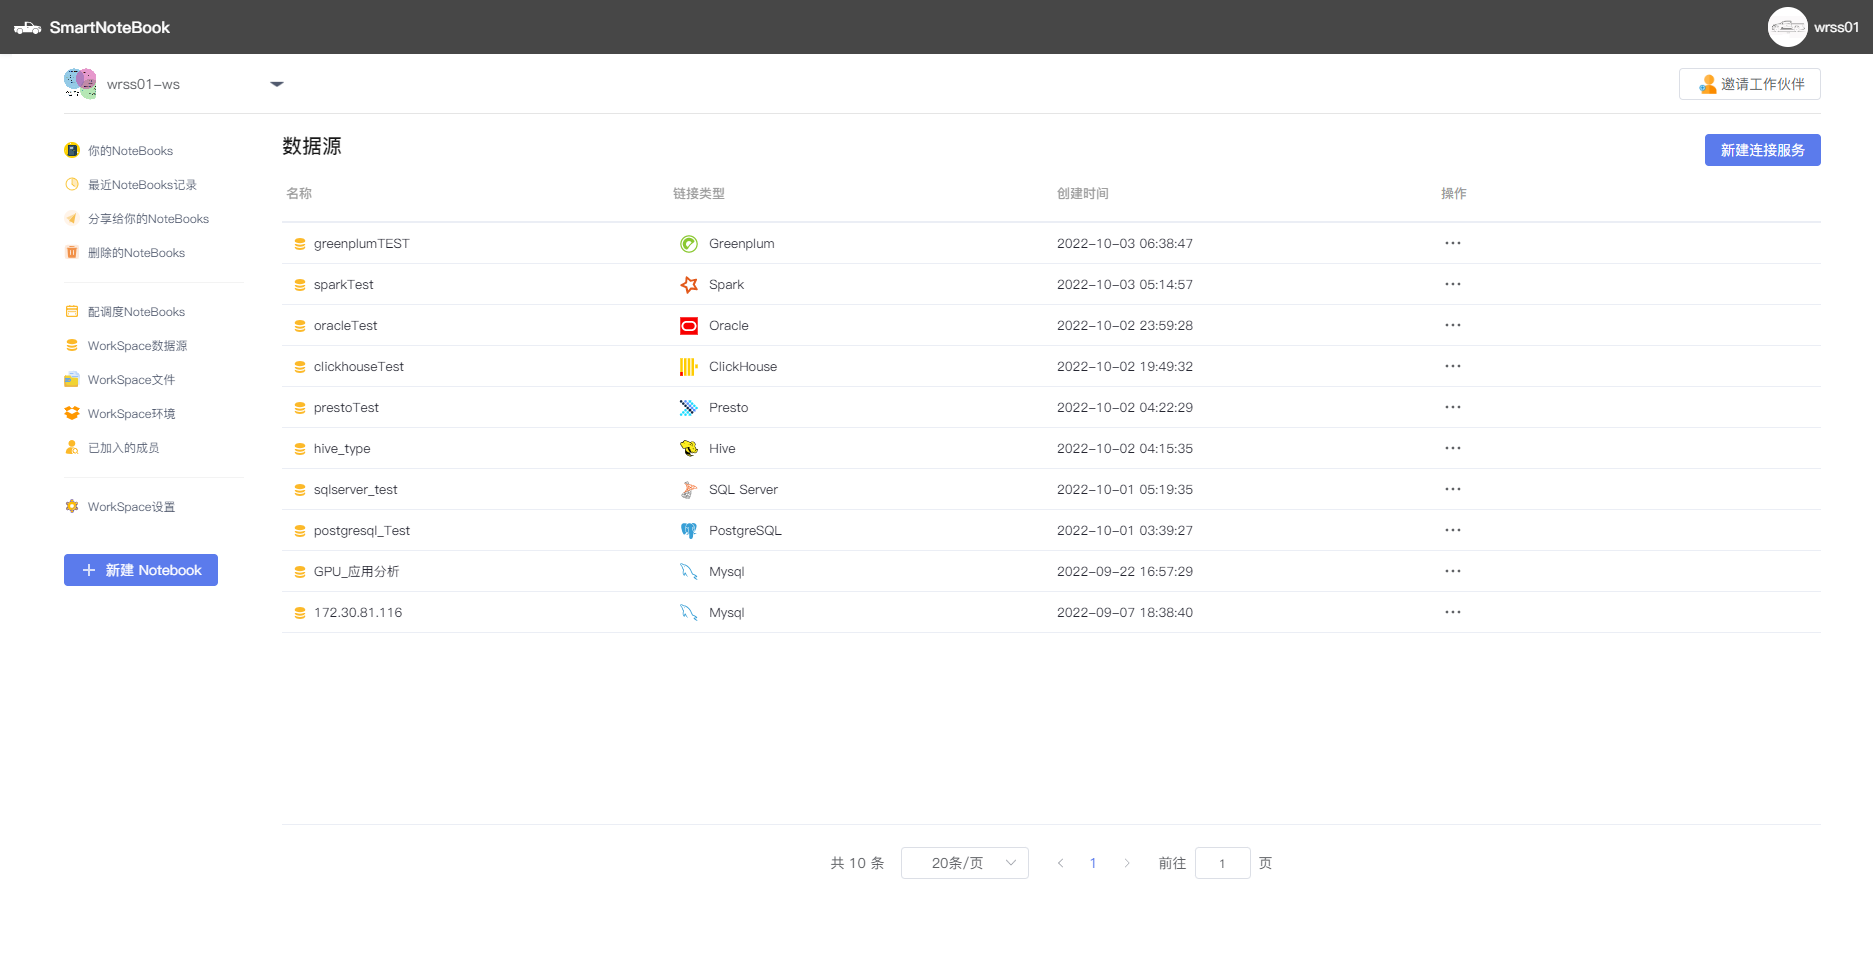 SmartNoteBook
wrss01
wrss01-ws
邀请工作伙伴
你的NoteBooks
最近NoteBooks记录
分享给你的NoteBooks
删除的NoteBooks
配调度NoteBooks
WorkSpace数据源
WorkSpace文件
WorkSpace环境
已加入的成员
WorkSpace设置
新建 Notebook
数据源
新建连接服务
名称 链接类型 创建时间 操作
greenplumTEST Greenplum 2022-10-03 06:38:47 ···
sparkTest Spark 2022-10-03 05:14:57 ···
oracleTest Oracle 2022-10-02 23:59:28 ···
clickhouseTest ClickHouse 2022-10-02 19:49:32 ···
prestoTest Presto 2022-10-02 04:22:29 ···
hive_type Hive 2022-10-02 04:15:35 ···
sqlserver_test SQL Server 2022-10-01 05:19:35 ···
postgresql_Test PostgreSQL 2022-10-01 03:39:27 ···
GPU_应用分析 Mysql 2022-09-22 16:57:29 ···
172.30.81.116 Mysql 2022-09-07 18:38:40 ···
共 10 条 20条/页 1 前往 1 页